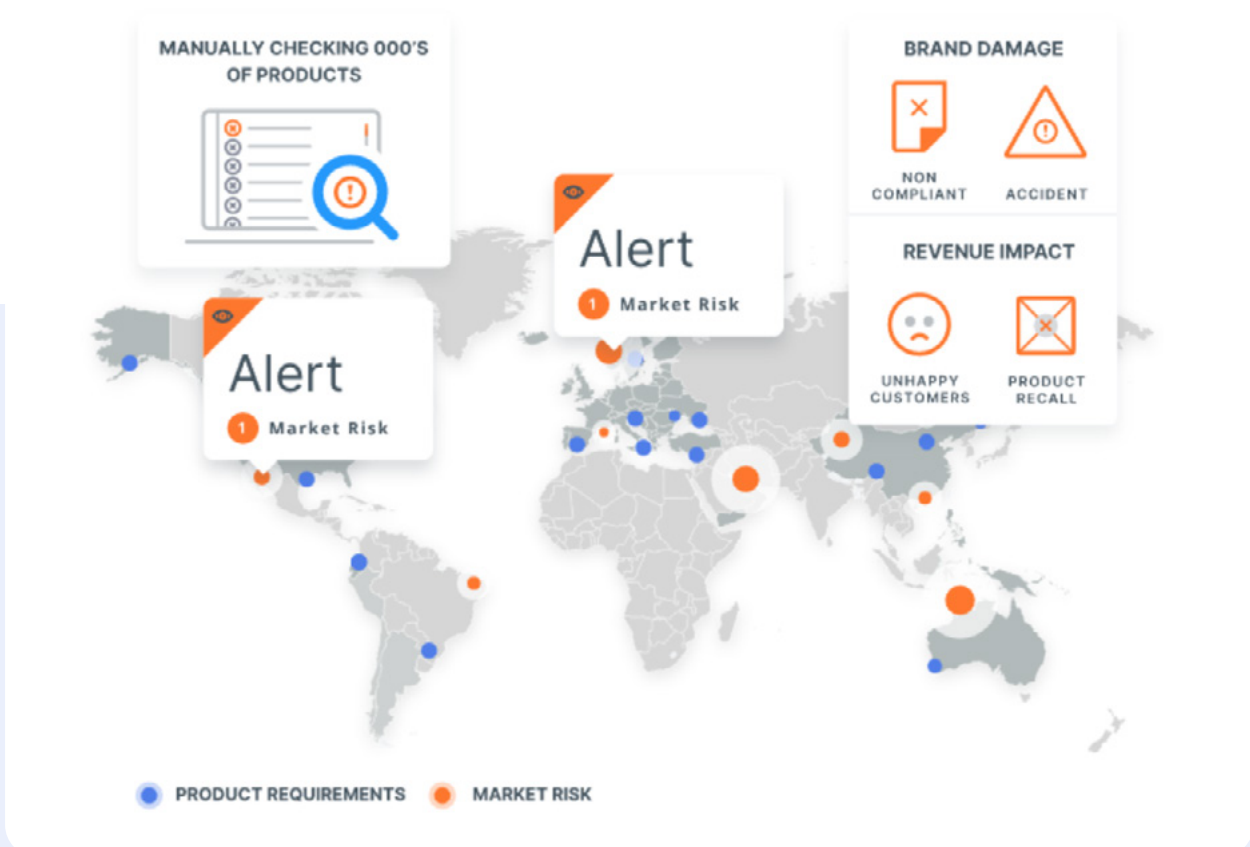 MANUALLY CHECKING 000'S
OF PRODUCTS
BRAND DAMAGE
NON
COMPLIANT
ACCIDENT
REVENUE IMPACT
UNHAPPY
CUSTOMERS
PRODUCT
RECALL
Alert
1 Market Risk
Alert
1 Market Risk
PRODUCT REQUIREMENTS
MARKET RISK